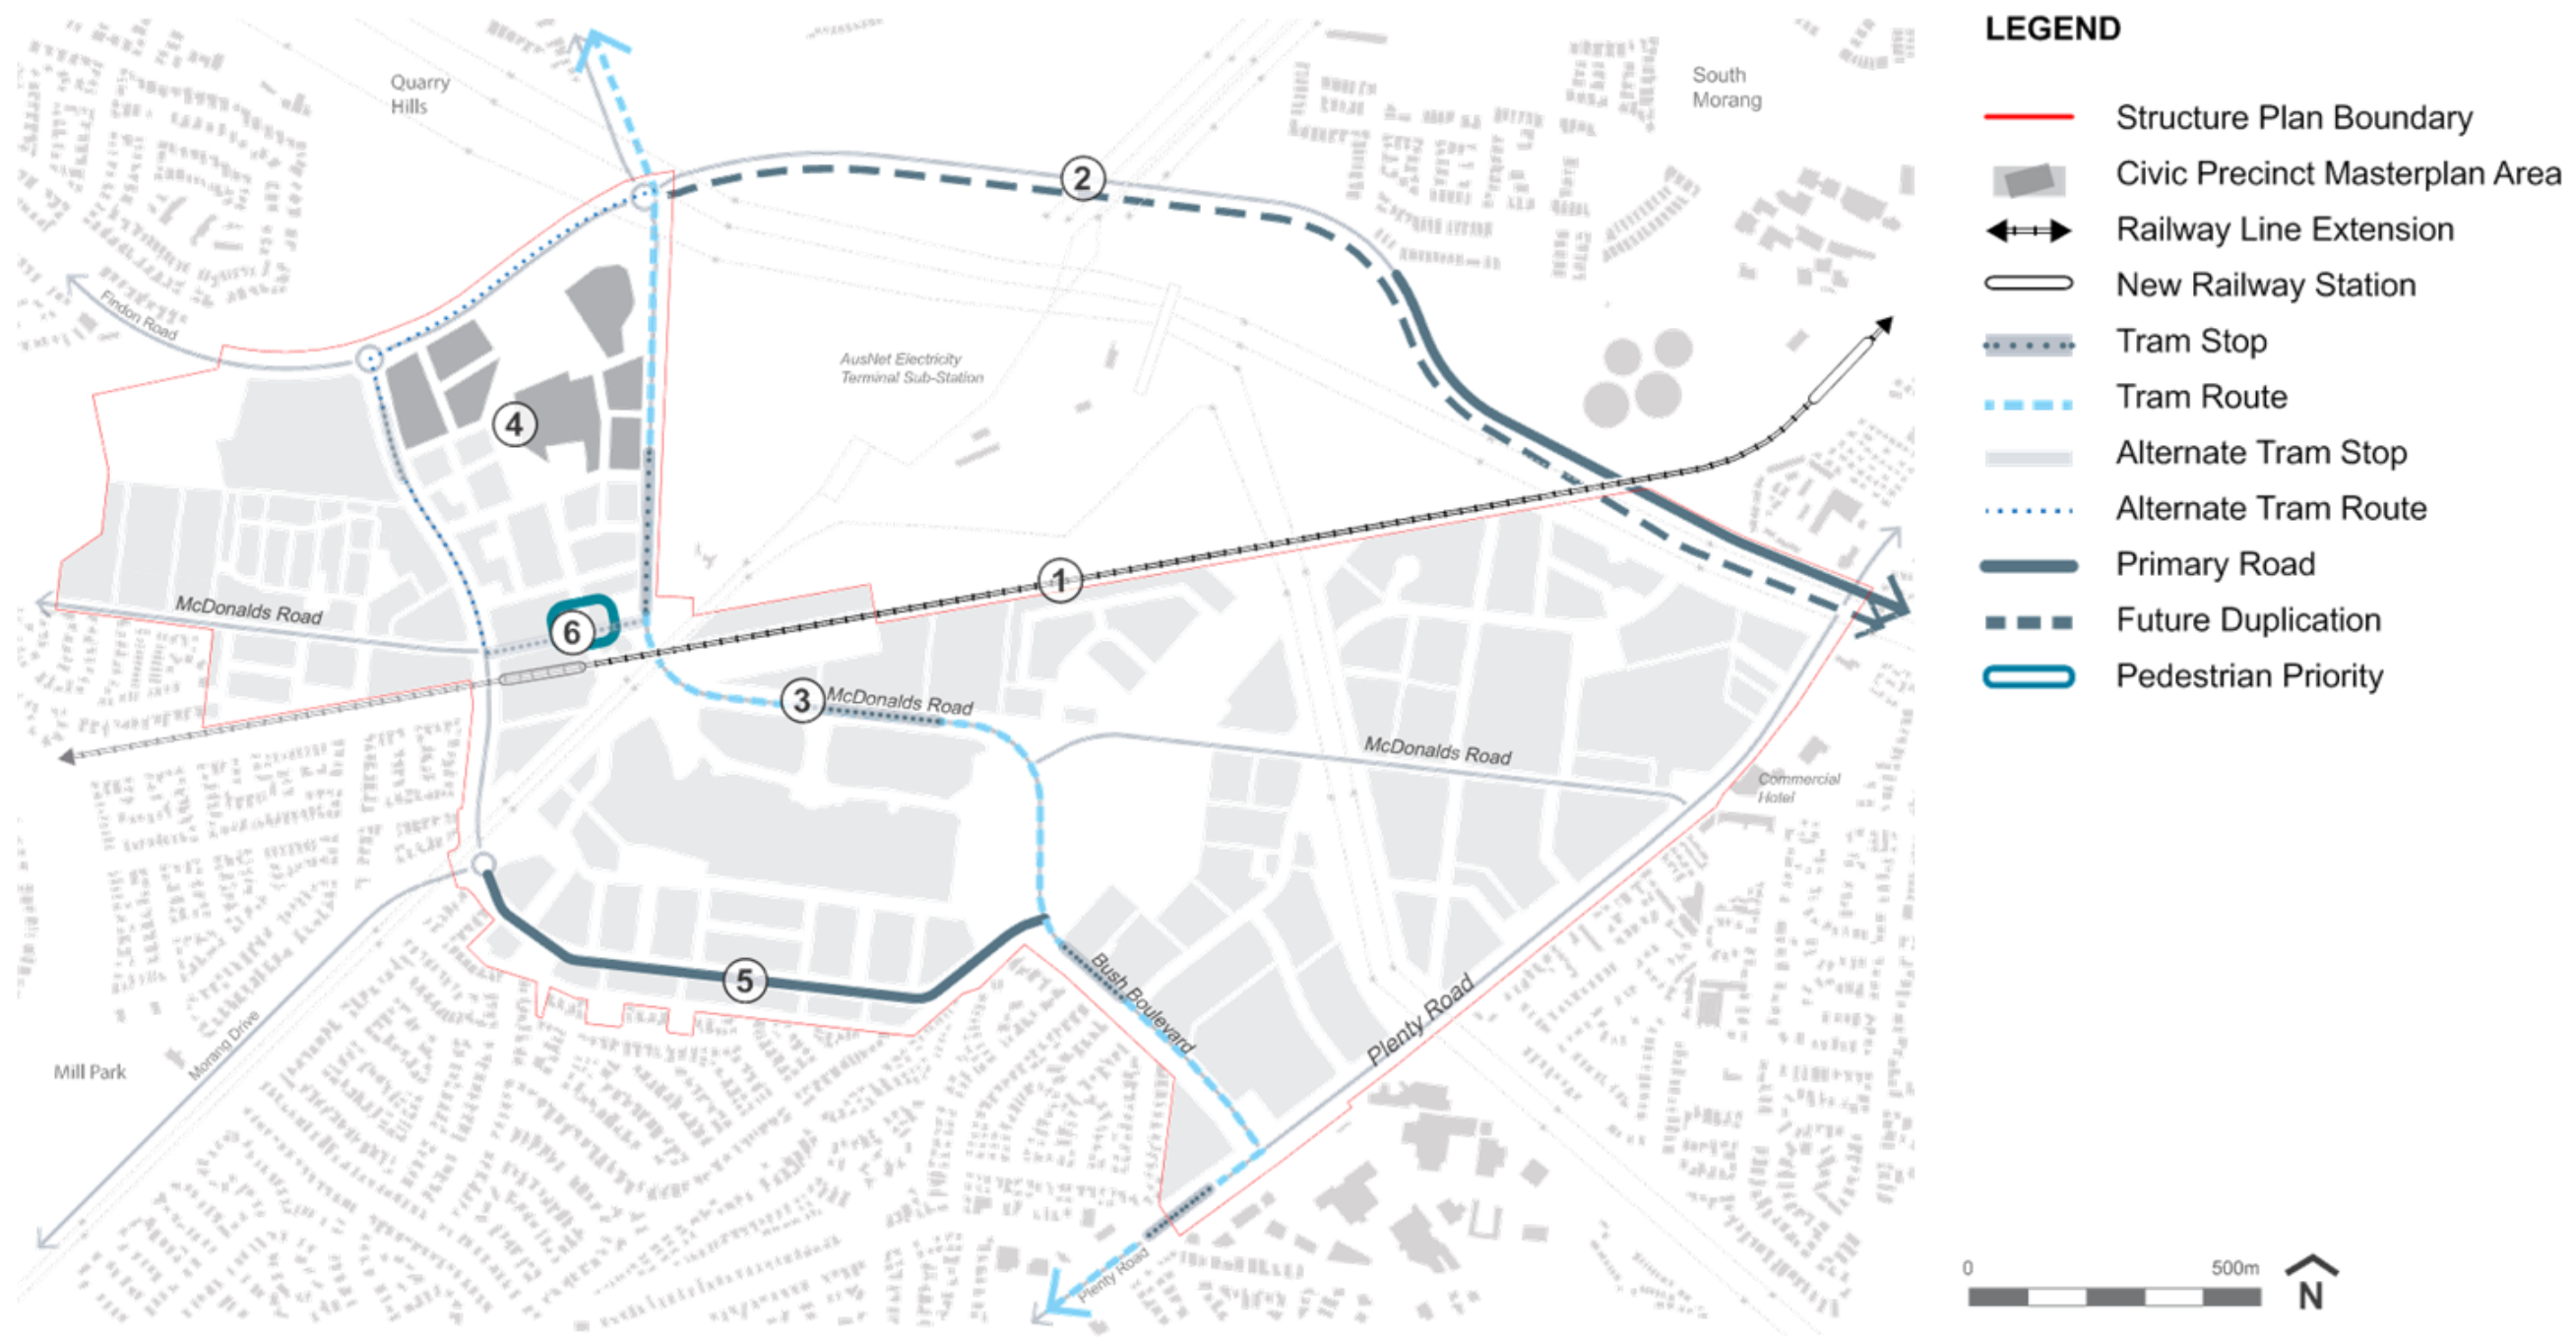 LEGEND
Structure Plan Boundary
Civic Precinct Masterplan Area
Railway Line Extension
New Railway Station
Tram Stop
Tram Route
Alternate Tram Stop
Alternate Tram Route
Primary Road
Future Duplication
Pedestrian Priority
Quarry
Hills
South
Morang
2
Findon Road
AusNet Electricity
Terminal Sub-Station
4
1
McDonalds Road
6
3
McDonalds Road
McDonalds Road
Commercial
Hotel
5
Bush Boulevard
Plenty Road
Morang Drive
Mill Park
Plenty Road
0
500m
N